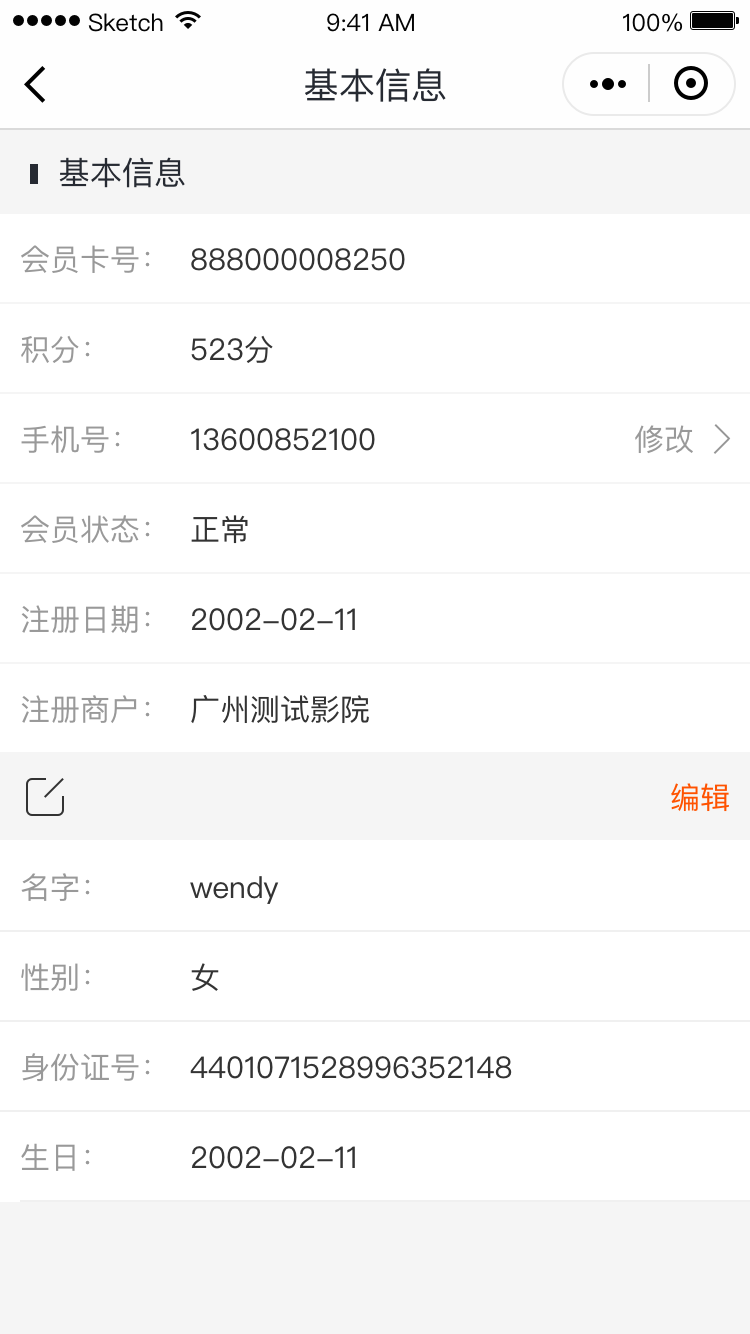 Sketch 9:41 AM 100%
基本信息
基本信息
会员卡号： 888000008250
积分： 523分
手机号： 13600852100 修改
会员状态： 正常
注册日期： 2002-02-11
注册商户： 广州测试影院
编辑
名字： wendy
性别： 女
身份证号： 4401071528996352148
生日： 2002-02-11